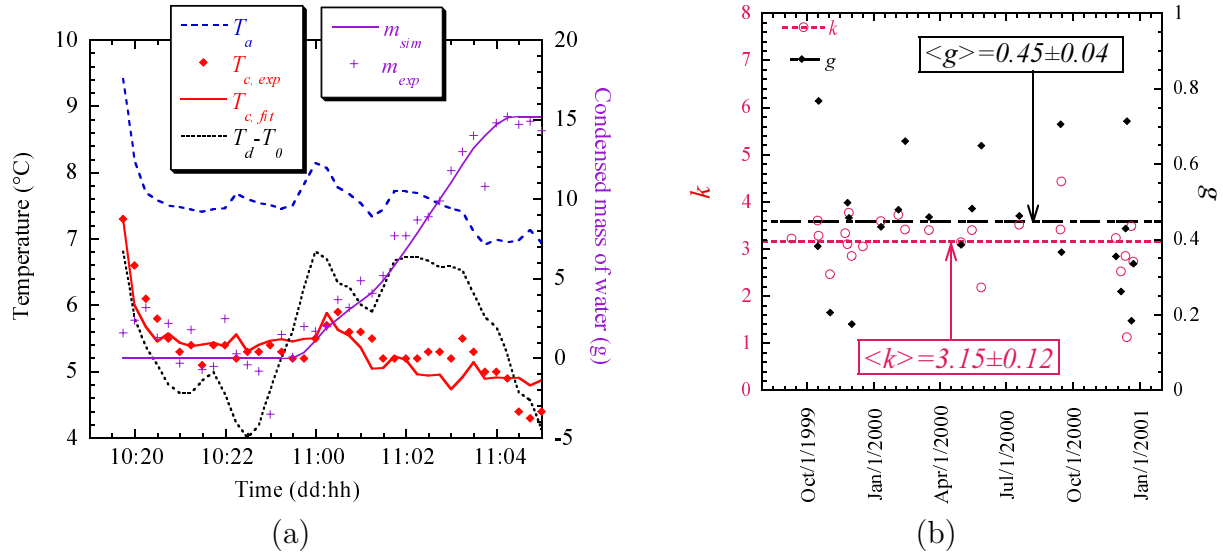 T_a
T_c, exp
T_c, fit
T_d-T_0
m_sim
m_exp
10
9
8
7
6
5
4
Temperature (°C)
20
15
10
5
0
-5
Condensed mass of water (g)
10:20
10:22
11:00
11:02
11:04
Time (dd:hh)
(a)
8
7
6
5
4
3
2
1
0
k
k
g
<g>=0.45±0.04
<k>=3.15±0.12
1
0.8
0.6
0.4
0.2
0
g
Oct/1/1999
Jan/1/2000
Apr/1/2000
Jul/1/2000
Oct/1/2000
Jan/1/2001
(b)